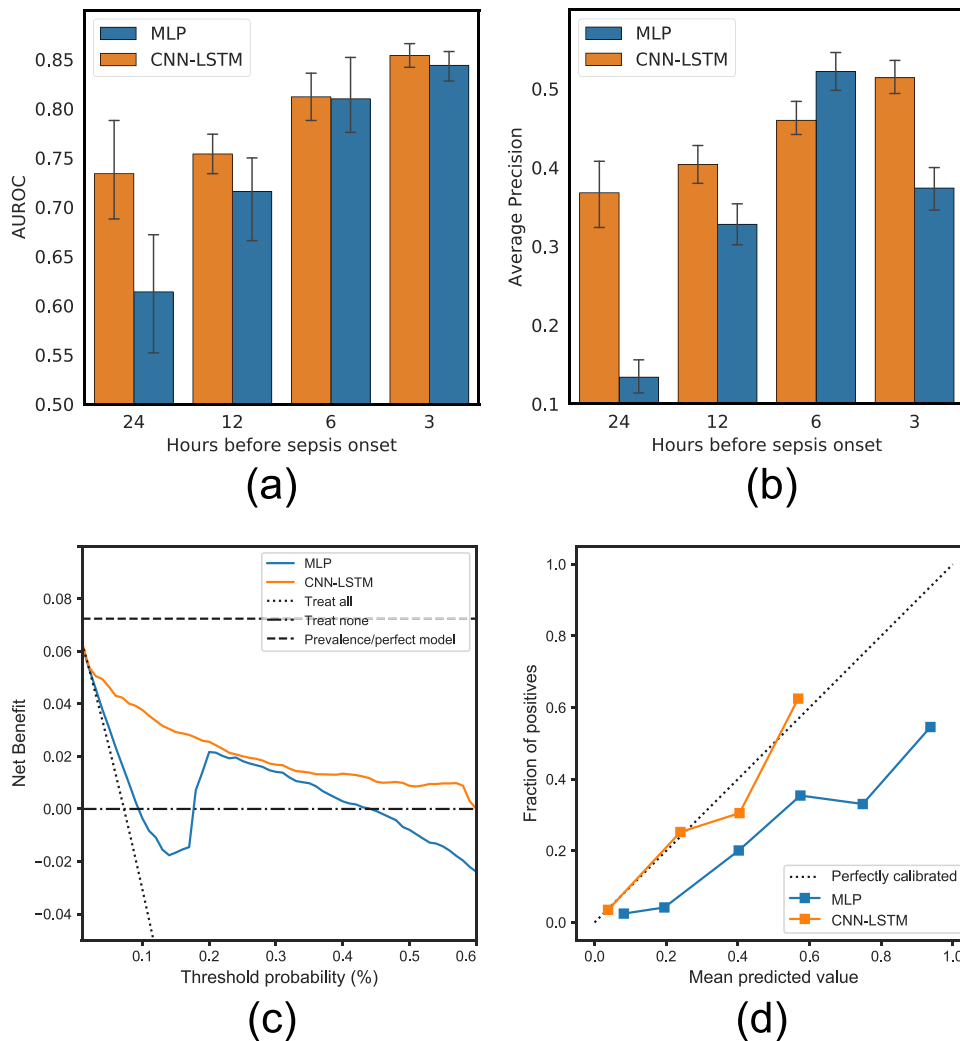 MLP
CNN-LSTM
AUROC
0.85
0.80
0.75
0.70
0.65
0.60
0.55
0.50
24 12 6 3
Hours before sepsis onset
(a)
MLP
CNN-LSTM
Average Precision
0.5
0.4
0.3
0.2
0.1
24 12 6 3
Hours before sepsis onset
(b)
MLP
CNN-LSTM
Treat all
Treat none
Prevalence/perfect model
Net Benefit
0.08
0.06
0.04
0.02
0.00
−0.02
−0.04
0.1 0.2 0.3 0.4 0.5 0.6
Threshold probability (%)
(c)
Fraction of positives
1.0
0.8
0.6
0.4
0.2
0.0
Perfectly calibrated
MLP
CNN-LSTM
0.0 0.2 0.4 0.6 0.8 1.0
Mean predicted value
(d)